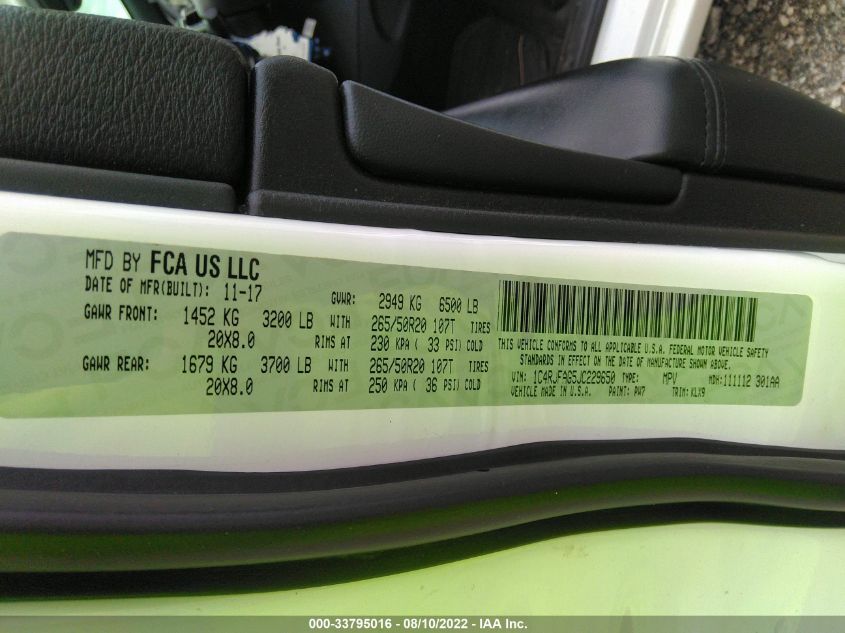 MFD BY FCA US LLC
DATE OF MFR(BUILT): 11-17
GVWR: 2949 KG 6500 LB
GAWR FRONT: 1452 KG 3200 LB WITH 265/50R20 107T TIRES
20X8.0 RIMS AT 230 KPA ( 33 PSI) COLD
GAWR REAR: 1679 KG 3700 LB WITH 265/50R20 107T TIRES
20X8.0 RIMS AT 250 KPA ( 36 PSI) COLD
THIS VEHICLE CONFORMS TO ALL APPLICABLE U.S.A. FEDERAL MOTOR VEHICLE SAFETY
STANDARDS IN EFFECT ON THE DATE OF MANUFACTURE SHOWN ABOVE.
VIN: 1C4RJFAG5JC229650 TYPE: MPV MDH:111112 301AA
VEHICLE MADE IN U.S.A. PAINT: PW7 TRIM:KLX9
000-33795016 - 08/10/2022 - IAA Inc.